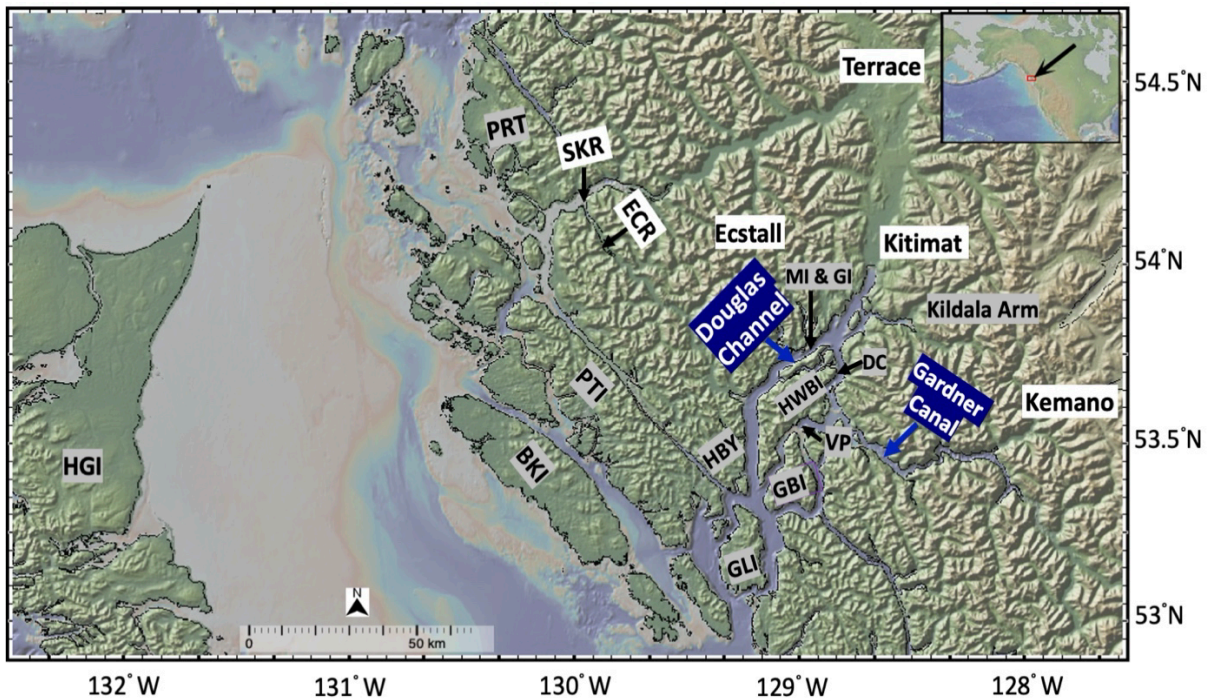 Terrace
54.5°N
PRT
SKR
ECR
Ecstall
Kitimat
54°N
MI & GI
Douglas
Channel
Kildala Arm
DC
Gardner
Canal
PTI
HWBI
Kemano
53.5°N
HBY
VP
HGI
BKI
GBI
GLI
N
53°N
0
50 km
132°W
131°W
130°W
129°W
128°W